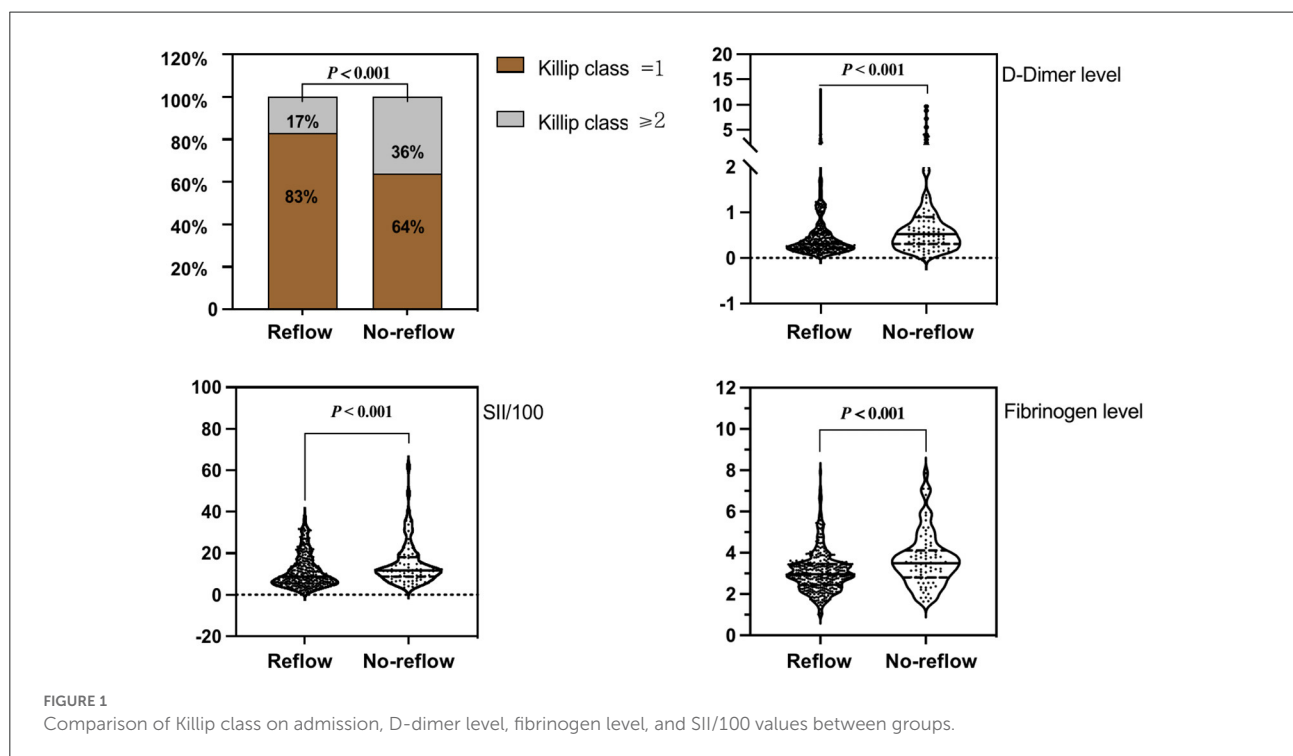 120%
100%
80%
60%
40%
20%
0
P < 0.001
17%
83%
36%
64%
Reflow No-reflow
Killip class =1
Killip class ≥2
20
15
10
5
2
1
0
-1
P < 0.001
Reflow No-reflow
D-Dimer level
100
80
60
40
20
0
-20
P < 0.001
Reflow No-reflow
SII/100
12
10
8
6
4
2
0
P < 0.001
Reflow No-reflow
Fibrinogen level
FIGURE 1
Comparison of Killip class on admission, D-dimer level, fibrinogen level, and SII/100 values between groups.